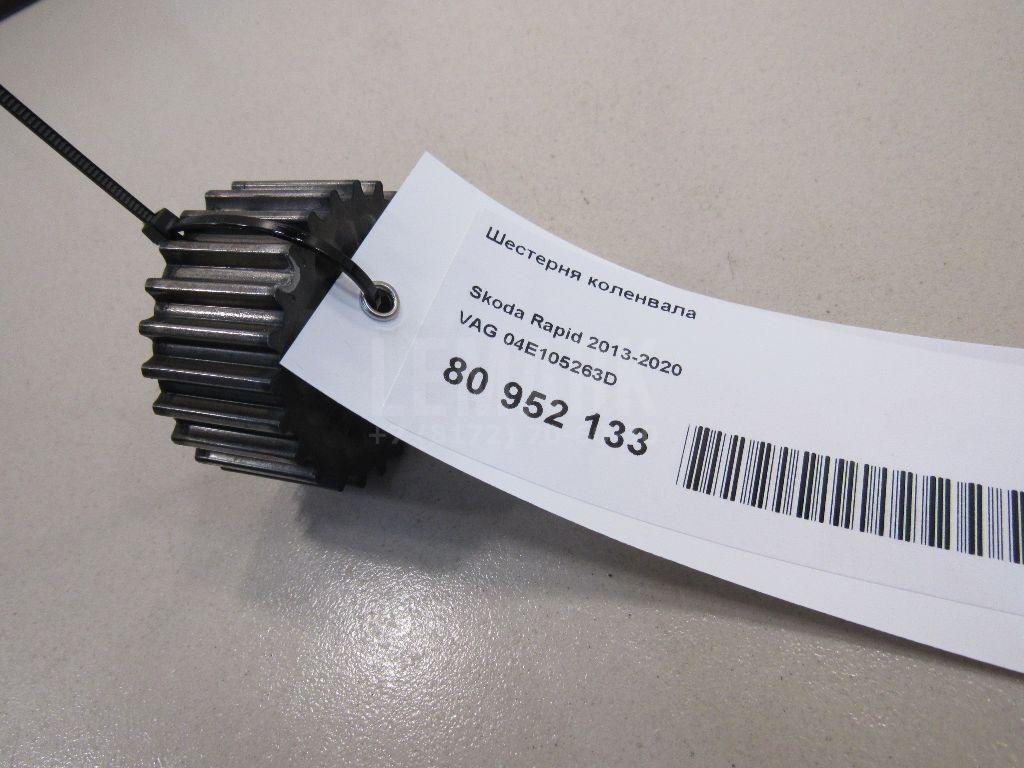 Шестерня коленвала
Skoda Rapid 2013-2020
VAG 04E105263D
80 952 133